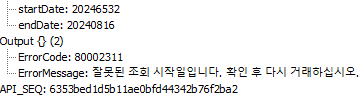 startDate: 20246532
endDate: 20240816
Output {} (2)
ErrorCode: 80002311
ErrorMessage: 잘못된 조회 시작일입니다. 확인 후 다시 거래하십시오.
API_SEQ: 6353bed1d5b11ae0bfd44342b76f2ba2